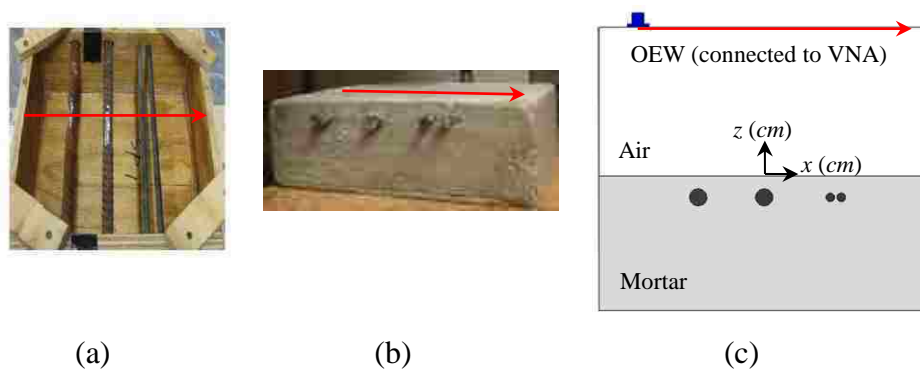 OEW (connected to VNA)
z (cm)
Air
x (cm)
Mortar
(a)
(b)
(c)